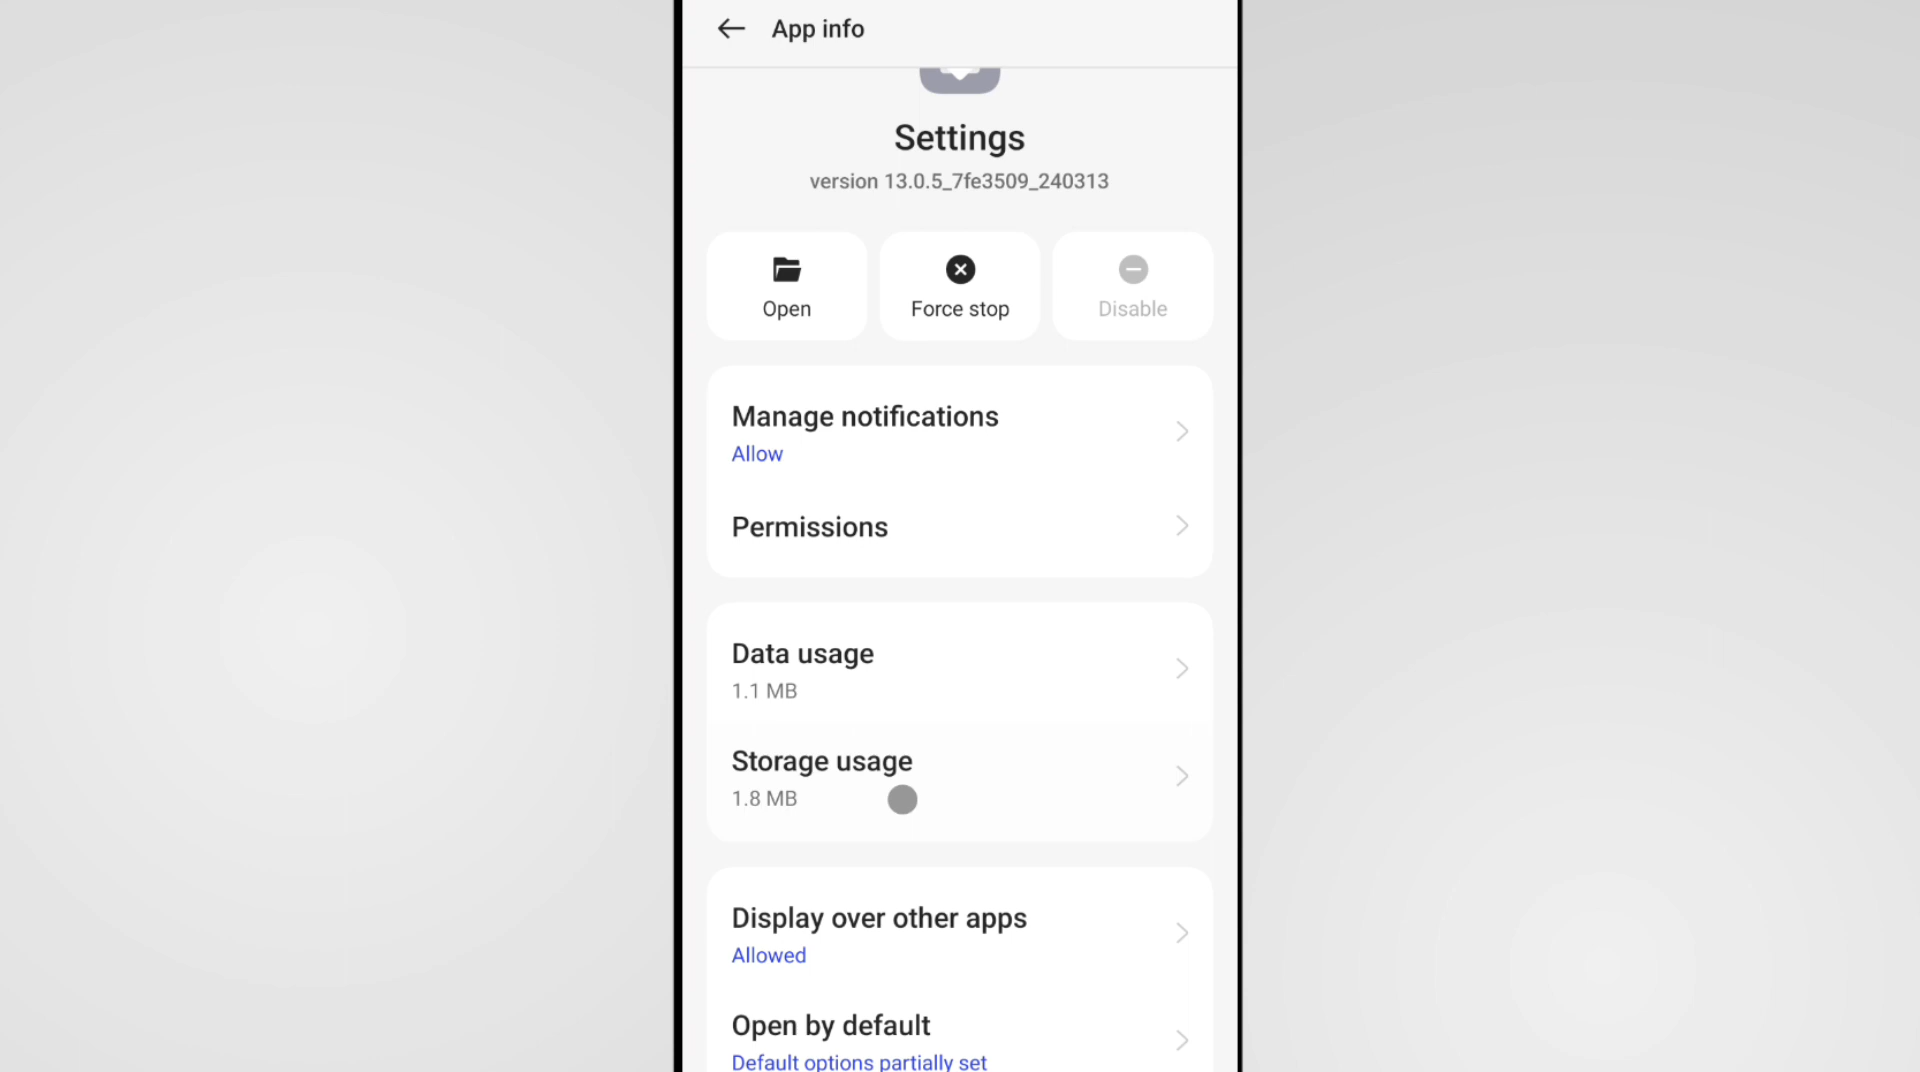 App info
Settings
version 13.0.5_7fe3509_240313
Open
Force stop
Disable
Manage notifications
Allow
Permissions
Data usage
1.1 MB
Storage usage
1.8 MB
Display over other apps
Allowed
Open by default
Default options partially set